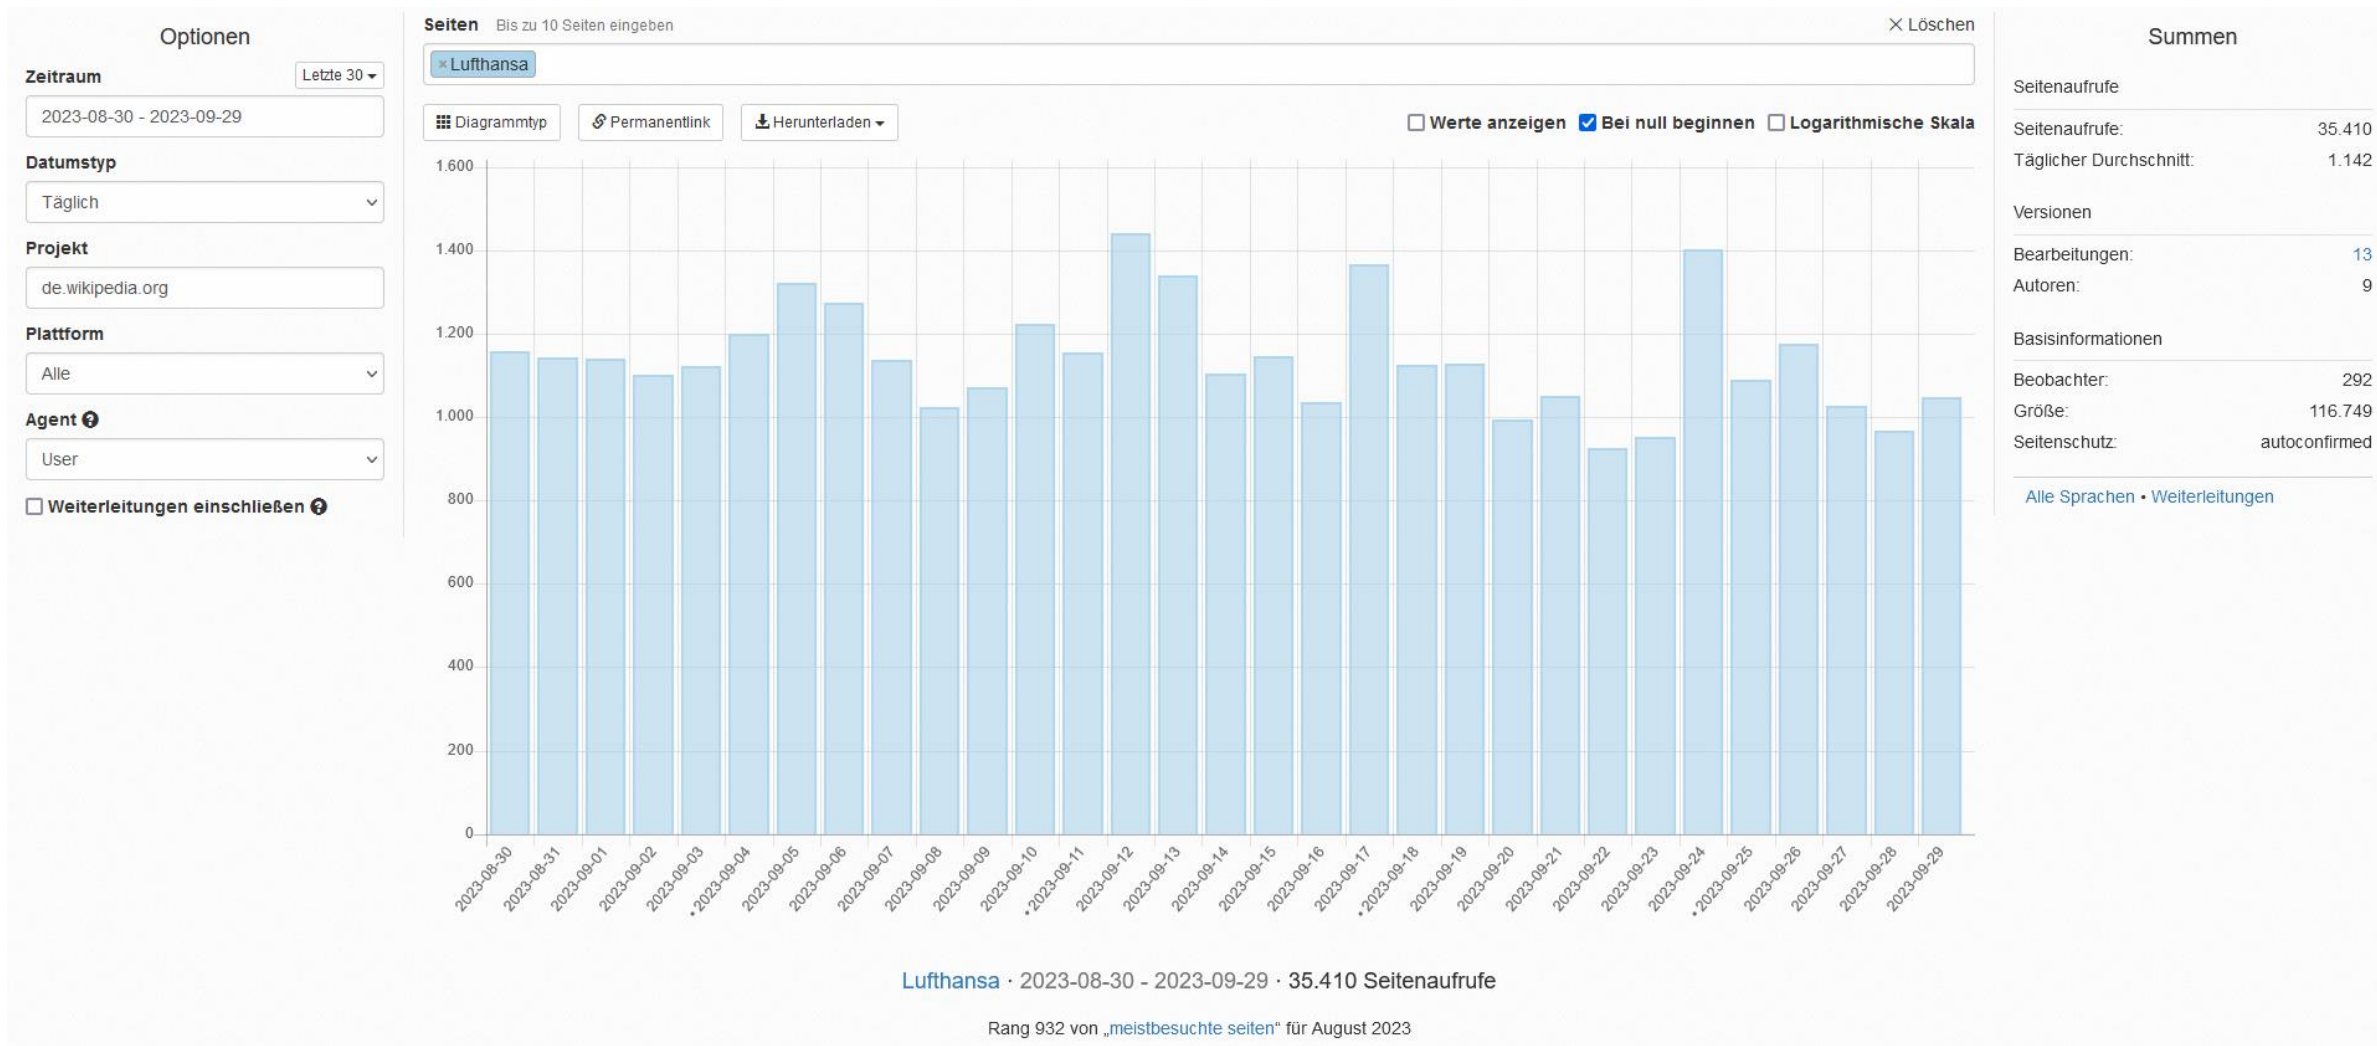 Optionen
Zeitraum
Letzte 30
2023-08-30 - 2023-09-29
Datumstyp
Täglich
Projekt
de.wikipedia.org
Plattform
Alle
Agent
User
Weiterleitungen einschließen
Seiten Bis zu 10 Seiten eingeben
× Löschen
× Lufthansa
Diagrammtyp
Permanentlink
Herunterladen
Werte anzeigen
Bei null beginnen
Logarithmische Skala
1.600
1.400
1.200
1.000
800
600
400
200
0
2023-08-30
2023-08-31
2023-09-01
2023-09-02
2023-09-03
• 2023-09-04
2023-09-05
2023-09-06
2023-09-07
2023-09-08
2023-09-09
2023-09-10
• 2023-09-11
2023-09-12
2023-09-13
2023-09-14
2023-09-15
2023-09-16
2023-09-17
• 2023-09-18
2023-09-19
2023-09-20
2023-09-21
2023-09-22
2023-09-23
2023-09-24
• 2023-09-25
2023-09-26
2023-09-27
2023-09-28
2023-09-29
Lufthansa · 2023-08-30 - 2023-09-29 · 35.410 Seitenaufrufe
Rang 932 von „meistbesuchte seiten“ für August 2023
Summen
Seitenaufrufe
Seitenaufrufe: 35.410
Täglicher Durchschnitt: 1.142
Versionen
Bearbeitungen: 13
Autoren: 9
Basisinformationen
Beobachter: 292
Größe: 116.749
Seitenschutz: autoconfirmed
Alle Sprachen • Weiterleitungen